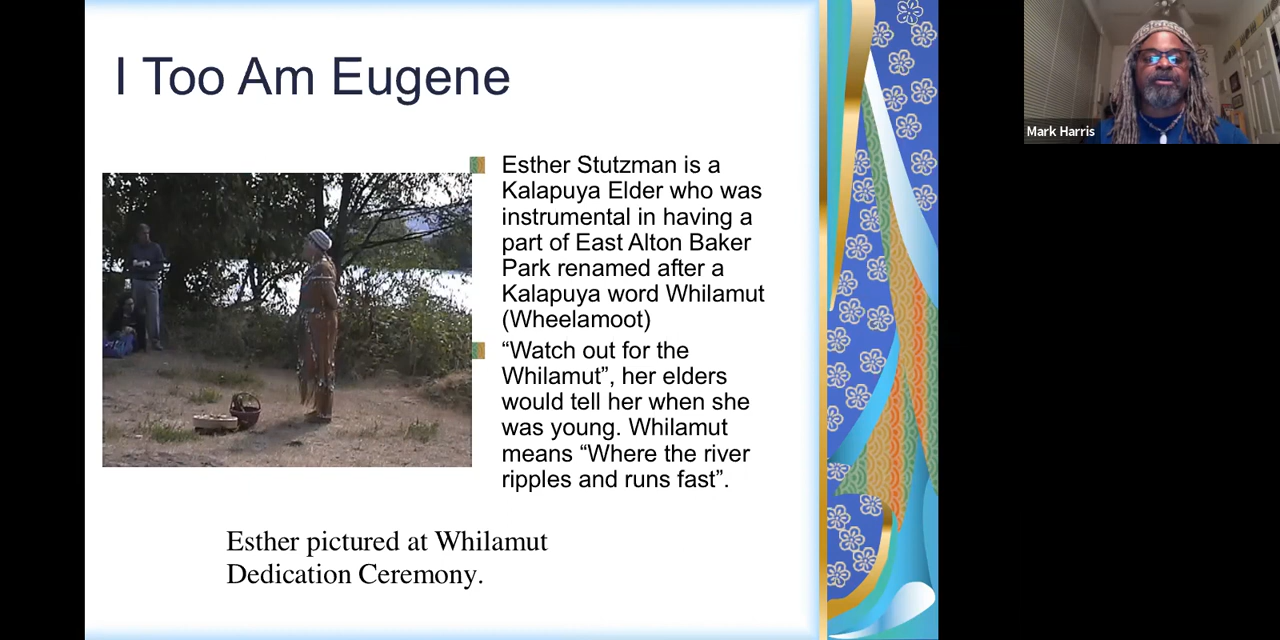 I Too Am Eugene
Esther Stutzman is a
Kalapuya Elder who was
instrumental in having a
part of East Alton Baker
Park renamed after a
Kalapuya word Whilamut
(Wheelamoot)
“Watch out for the
Whilamut”, her elders
would tell her when she
was young. Whilamut
means “Where the river
ripples and runs fast”.
Esther pictured at Whilamut
Dedication Ceremony.
Mark Harris